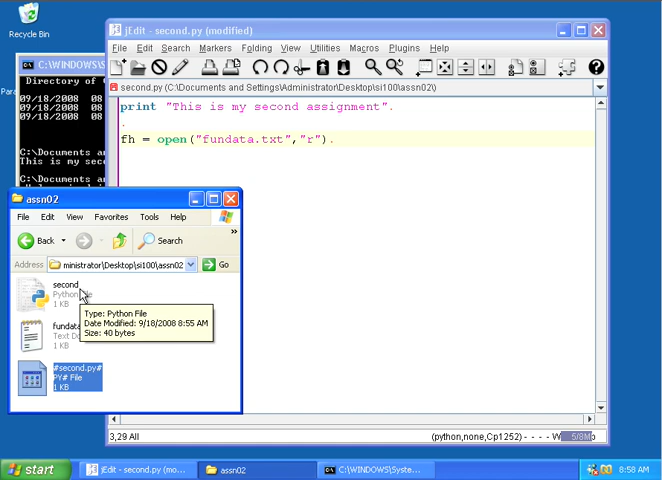 Recycle Bin
jEdit - second.py (modified)
File Edit Search Markers Folding View Utilities Macros Plugins Help
second.py (C:\Documents and Settings\Administrator\Desktop\si100\assn02\)
print "This is my second assignment".
.
fh = open("fundata.txt","r").
C:\WINDOWS\S
Directory of
09/18/2008 08
09/18/2008 08
09/18/2008 08
C:\Documents an
This is my sec
C:\Documents an
assn02
File Edit View Favorites Tools Help
»
Back Search
Address ministrator\Desktop\si100\assn02 Go
second
Python File
1 KB
Type: Python File
Date Modified: 9/18/2008 8:55 AM
Size: 40 bytes
fundata
Text Do
1 KB
#second.py#
PY# File
1 KB
3,29 All
(python,none,Cp1252) - - - - W
start
jEdit - second.py (mo...
assn02
C:\WINDOWS\Syste...
8:58 AM